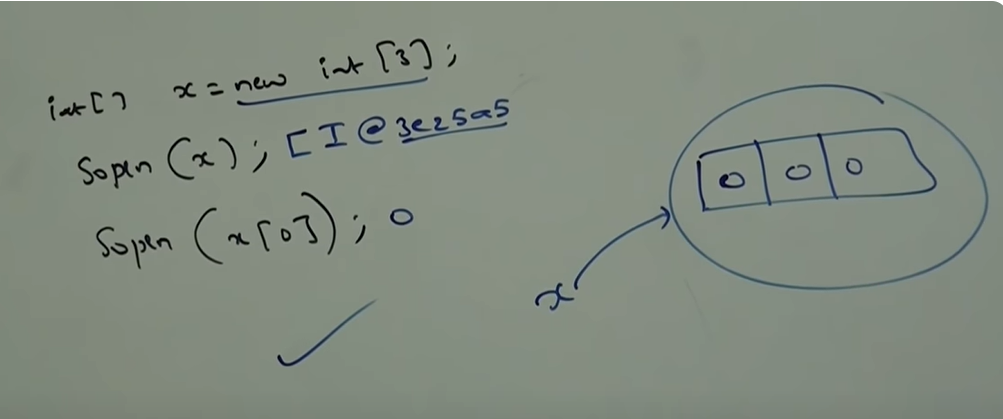 int[] x = new int[3];
Sopln(x); [I@3e25a5
Sopln(x[0]); 0
0 0 0
x